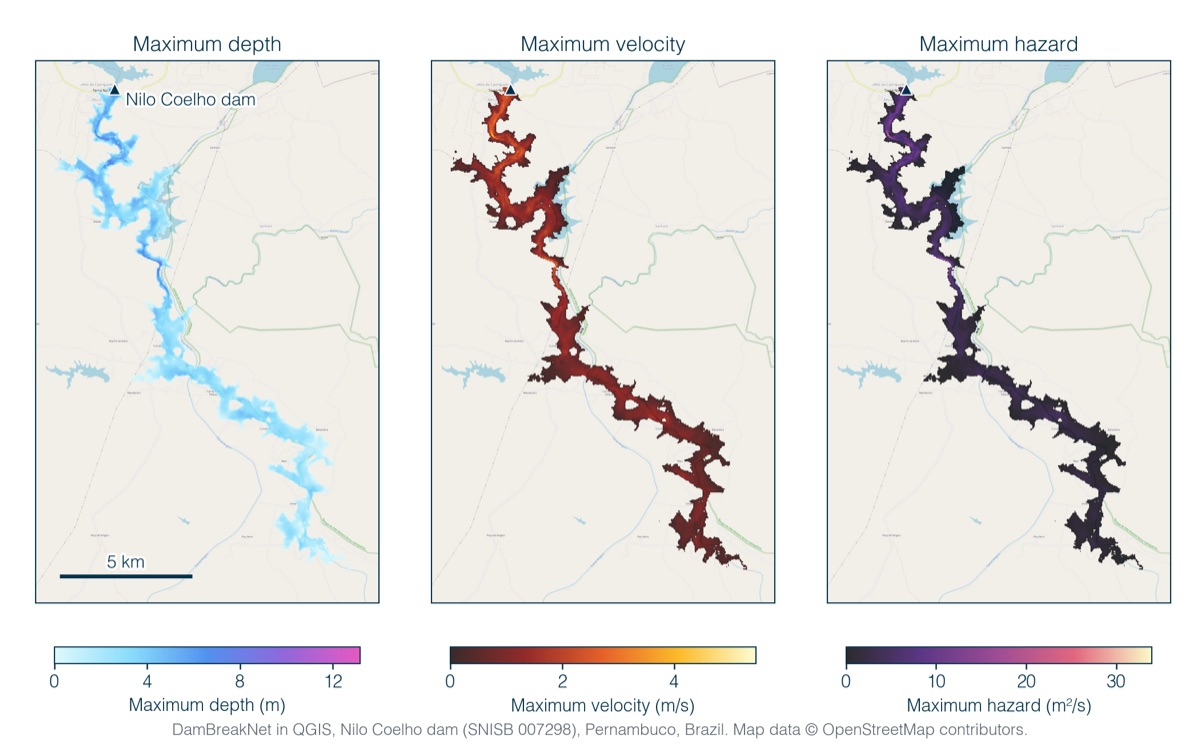 Maximum depth
Maximum velocity
Maximum hazard
Nilo Coelho dam
5 km
0 4 8 12
0 2 4
0 10 20 30
Maximum depth (m)
Maximum velocity (m/s)
Maximum hazard (m²/s)
DamBreakNet in QGIS, Nilo Coelho dam (SNISB 007298), Pernambuco, Brazil. Map data © OpenStreetMap contributors.